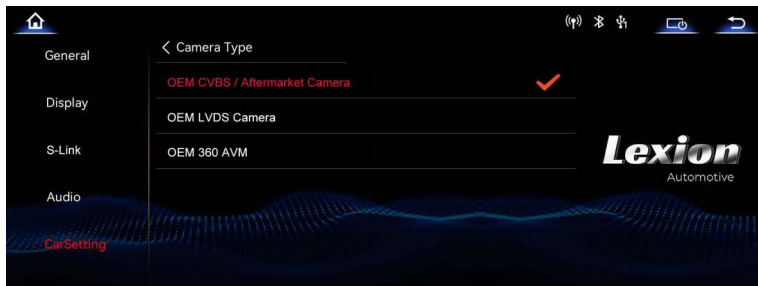 General
Display
S-Link
Audio
CarSetting
Camera Type
OEM CVBS / Aftermarket Camera
OEM LVDS Camera
OEM 360 AVM
Lexion
Automotive